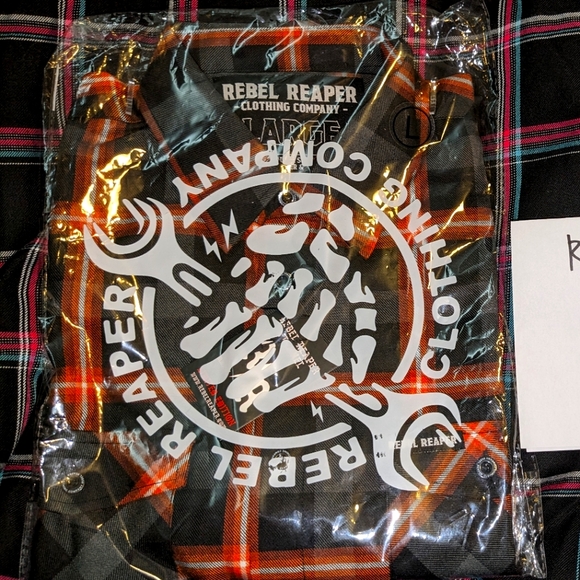 REBEL REAPER
- CLOTHING COMPANY -
LARGE
L
REBEL REAPER CLOTHING COMPANY
REBEL REAPER
R